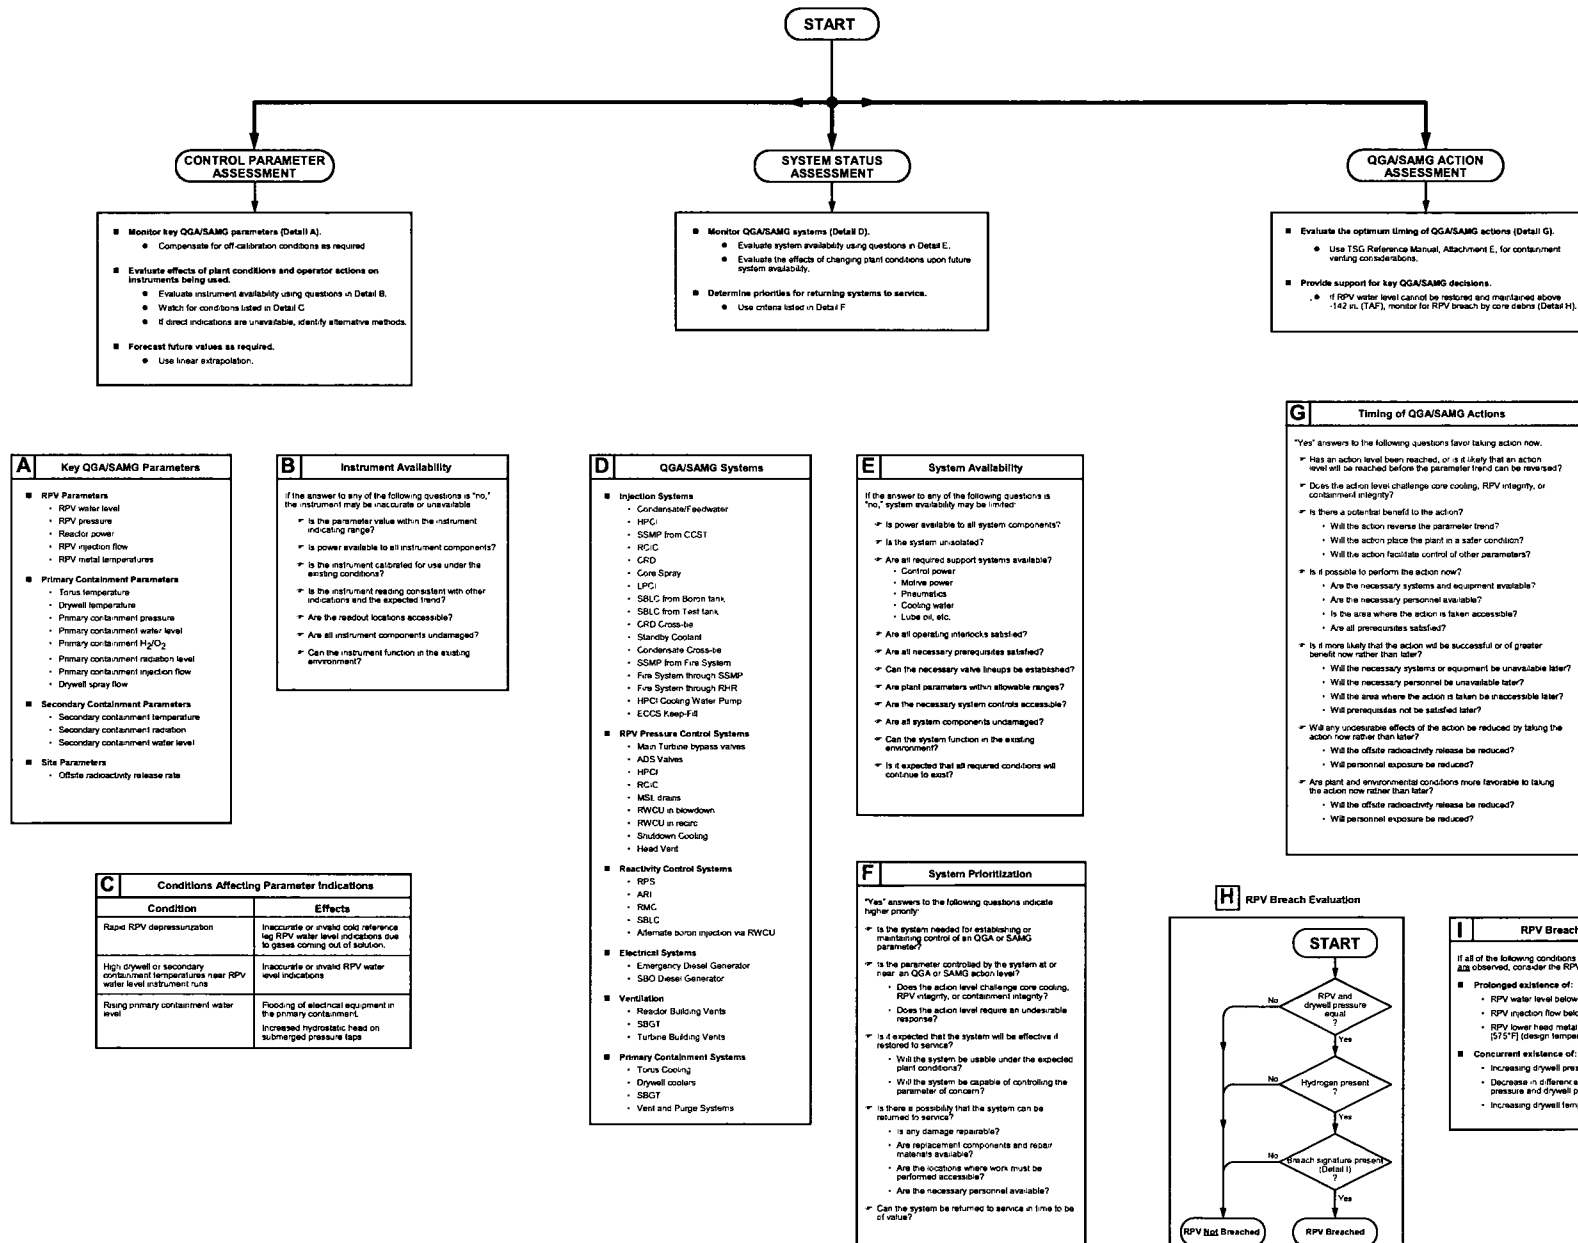 START
CONTROL PARAMETER
ASSESSMENT
■ Monitor key QGA/SAMG parameters (Detail A).
● Compensate for off-calibration conditions as required
■ Evaluate effects of plant conditions and operator actions on
instruments being used.
● Evaluate instrument availability using questions in Detail B.
● Watch for conditions listed in Detail C
● If direct indications are unavailable, identify alternative methods.
■ Forecast future values as required.
● Use linear extrapolation.
SYSTEM STATUS
ASSESSMENT
■ Monitor QGA/SAMG systems (Detail D).
● Evaluate system availability using questions in Detail E.
● Evaluate the effects of changing plant conditions upon future
system availability.
■ Determine priorities for returning systems to service.
● Use criteria listed in Detail F
QGA/SAMG ACTION
ASSESSMENT
■ Evaluate the optimum timing of QGA/SAMG actions (Detail G).
● Use TSG Reference Manual, Attachment E, for containment
venting considerations.
■ Provide support for key QGA/SAMG decisions.
● If RPV water level cannot be restored and maintained above
-142 in. (TAF), monitor for RPV breach by core debris (Detail H).
A Key QGA/SAMG Parameters
■ RPV Parameters
• RPV water level
• RPV pressure
• Reactor power
• RPV injection flow
• RPV metal temperatures
■ Primary Containment Parameters
• Torus temperature
• Drywell temperature
• Primary containment pressure
• Primary containment water level
• Primary containment H2/O2
• Primary containment radiation level
• Primary containment injection flow
• Drywell spray flow
■ Secondary Containment Parameters
• Secondary containment temperature
• Secondary containment radiation
• Secondary containment water level
■ Site Parameters
• Offsite radioactivity release rate
B Instrument Availability
If the answer to any of the following questions is "no,"
the instrument may be inaccurate or unavailable
☞ Is the parameter value within the instrument
indicating range?
☞ Is power available to all instrument components?
☞ Is the instrument calibrated for use under the
existing conditions?
☞ Is the instrument reading consistent with other
indications and the expected trend?
☞ Are the readout locations accessible?
☞ Are all instrument components undamaged?
☞ Can the instrument function in the existing
environment?
C Conditions Affecting Parameter Indications
Condition Effects
Rapid RPV depressurization
Inaccurate or invalid cold reference
leg RPV water level indications due
to gases coming out of solution.
High drywell or secondary
containment temperatures near RPV
water level instrument runs
Inaccurate or invalid RPV water
level indications
Rising primary containment water
level
Flooding of electrical equipment in
the primary containment.
Increased hydrostatic head on
submerged pressure taps
D QGA/SAMG Systems
■ Injection Systems
• Condensate/Feedwater
• HPCI
• SSMP from CCST
• RCIC
• CRD
• Core Spray
• LPCI
• SBLC from Boron tank
• SBLC from Test tank
• CRD Cross-tie
• Standby Coolant
• Condensate Cross-tie
• SSMP from Fire System
• Fire System through SSMP
• Fire System through RHR
• HPCI Cooling Water Pump
• ECCS Keep-Fill
■ RPV Pressure Control Systems
• Main Turbine bypass valves
• ADS Valves
• HPCI
• RCIC
• MSL drains
• RWCU in blowdown
• RWCU in recirc
• Shutdown Cooling
• Head Vent
■ Reactivity Control Systems
• RPS
• ARI
• RMC
• SBLC
• Alternate boron injection via RWCU
■ Electrical Systems
• Emergency Diesel Generator
• SBO Diesel Generator
■ Ventilation
• Reactor Building Vents
• SBGT
• Turbine Building Vents
■ Primary Containment Systems
• Torus Cooling
• Drywell coolers
• SBGT
• Vent and Purge Systems
E System Availability
If the answer to any of the following questions is
"no," system availability may be limited:
☞ Is power available to all system components?
☞ Is the system unisolated?
☞ Are all required support systems available?
• Control power
• Motive power
• Pneumatics
• Cooling water
• Lube oil, etc.
☞ Are all operating interlocks satisfied?
☞ Are all necessary prerequisites satisfied?
☞ Can the necessary valve lineups be established?
☞ Are plant parameters within allowable ranges?
☞ Are the necessary system controls accessible?
☞ Are all system components undamaged?
☞ Can the system function in the existing
environment?
☞ Is it expected that all required conditions will
continue to exist?
F System Prioritization
"Yes" answers to the following questions indicate
higher priority:
☞ Is the system needed for establishing or
maintaining control of an QGA or SAMG
parameter?
☞ Is the parameter controlled by the system at or
near an QGA or SAMG action level?
• Does the action level challenge core cooling,
RPV integrity, or containment integrity?
• Does the action level require an undesirable
response?
☞ Is it expected that the system will be effective if
restored to service?
• Will the system be usable under the expected
plant conditions?
• Will the system be capable of controlling the
parameter of concern?
☞ Is there a possibility that the system can be
returned to service?
• Is any damage repairable?
• Are replacement components and repair
materials available?
• Are the locations where work must be
performed accessible?
• Are the necessary personnel available?
☞ Can the system be returned to service in time to be
of value?
G Timing of QGA/SAMG Actions
"Yes" answers to the following questions favor taking action now.
☞ Has an action level been reached, or is it likely that an action
level will be reached before the parameter trend can be reversed?
☞ Does the action level challenge core cooling, RPV integrity, or
containment integrity?
☞ Is there a potential benefit to the action?
• Will the action reverse the parameter trend?
• Will the action place the plant in a safer condition?
• Will the action facilitate control of other parameters?
☞ Is it possible to perform the action now?
• Are the necessary systems and equipment available?
• Are the necessary personnel available?
• Is the area where the action is taken accessible?
• Are all prerequisites satisfied?
☞ Is it more likely that the action will be successful or of greater
benefit now rather than later?
• Will the necessary systems or equipment be unavailable later?
• Will the necessary personnel be unavailable later?
• Will the area where the action is taken be inaccessible later?
• Will prerequisites not be satisfied later?
☞ Will any undesirable effects of the action be reduced by taking the
action now rather than later?
• Will the offsite radioactivity release be reduced?
• Will personnel exposure be reduced?
☞ Are plant and environmental conditions more favorable to taking
the action now rather than later?
• Will the offsite radioactivity release be reduced?
• Will personnel exposure be reduced?
H RPV Breach Evaluation
START
RPV and
drywell pressure
equal
?
No
Yes
Hydrogen present
?
No
Yes
Breach signature present
(Detail I)
?
No
Yes
RPV Not Breached
RPV Breached
I RPV Breach
If all of the following conditions
are observed, consider the RPV
■ Prolonged existence of:
• RPV water level below
• RPV injection flow
• RPV lower head metal
[575°F] (design
■ Concurrent existence of:
• Increasing drywell
• Decrease in difference
pressure and drywell
• Increasing drywell